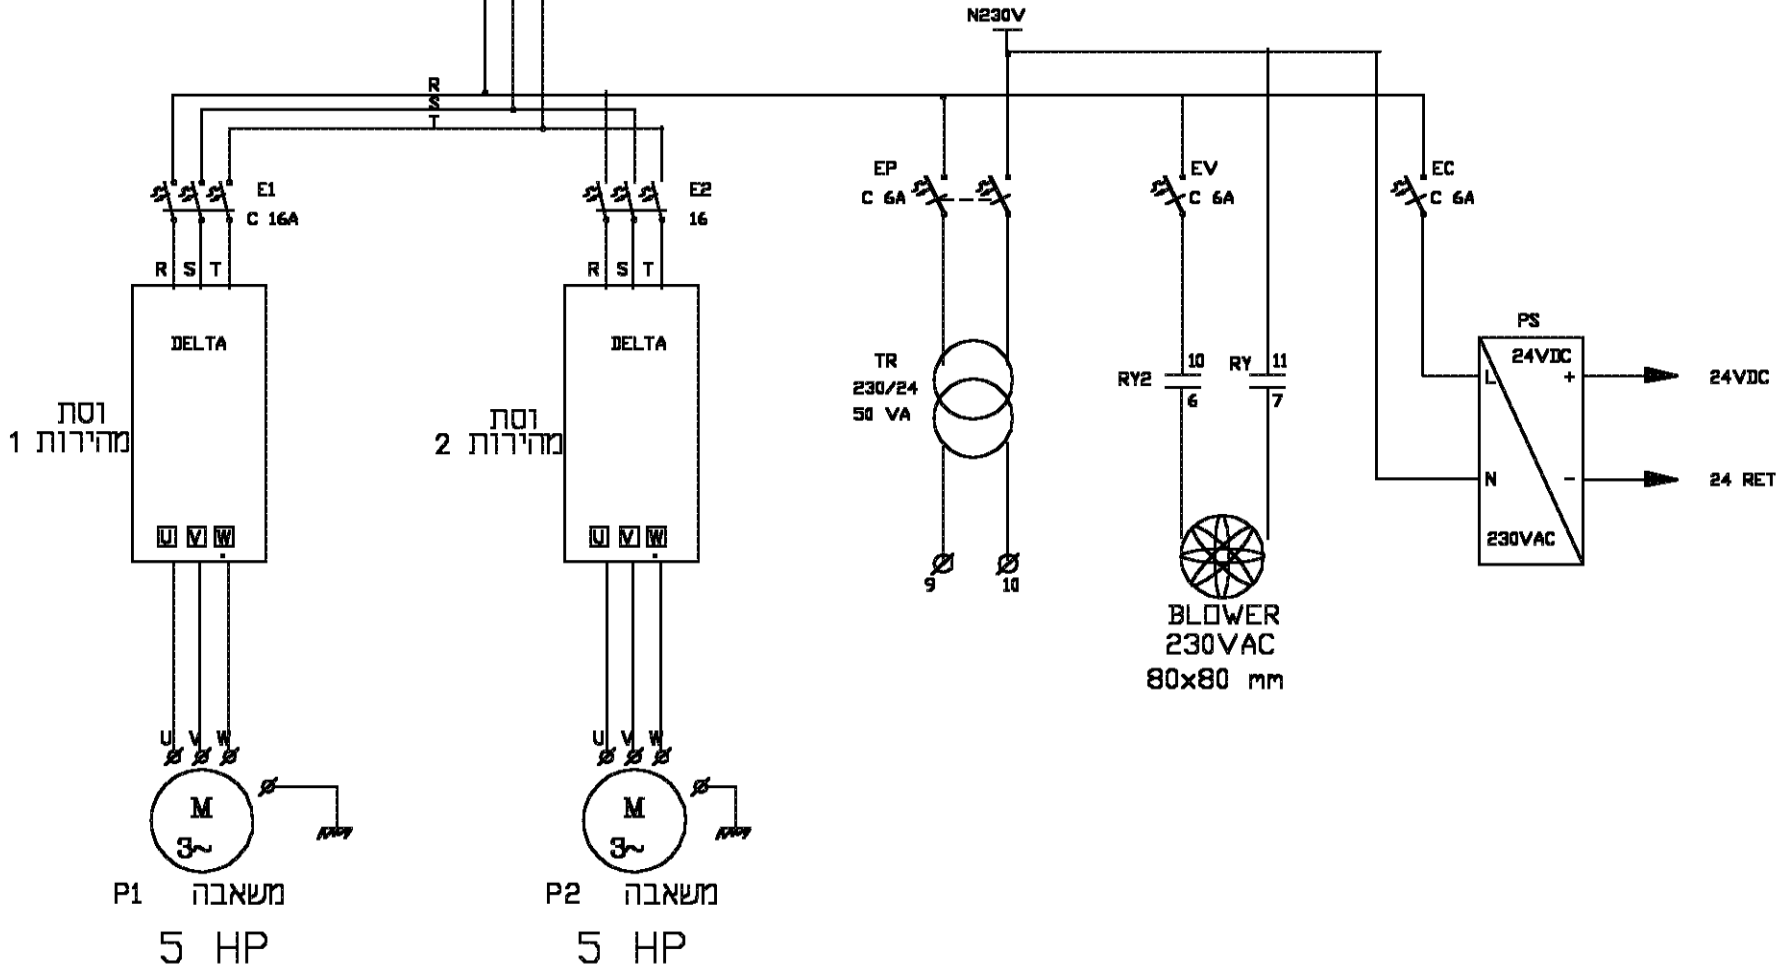 N230V
R
S
T
E1
C 16A
E2
16
EP
C 6A
EV
C 6A
EC
C 6A
R S T
R S T
DELTA
DELTA
TR
230/24
50 VA
RY2
10
6
RY
11
7
PS
24VDC
L
+
N
-
230VAC
24VDC
24 RET
וסת
מהירות 1
וסת
מהירות 2
U V W
U V W
9
10
BLOWER
230VAC
80x80 mm
U V W
U V W
M
3~
M
3~
משאבה P1
5 HP
משאבה P2
5 HP